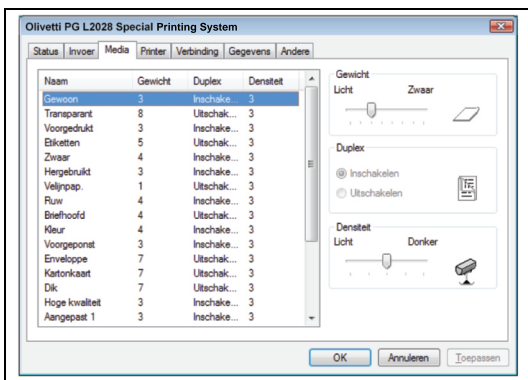 Olivetti PG L2028 Special Printing System
Status Invoer Media Printer Verbinding Gegevens Andere
Naam Gewicht Duplex Densiteit
Gewoon 3 Inschake... 3
Transparant 8 Uitschak... 3
Voorgedrukt 3 Inschake... 3
Etiketten 5 Uitschak... 3
Zwaar 4 Inschake... 3
Hergebruikt 3 Inschake... 3
Velijnpap. 1 Uitschak... 3
Ruw 4 Inschake... 3
Briefhoofd 4 Inschake... 3
Kleur 4 Inschake... 3
Voorgeponst 3 Inschake... 3
Enveloppe 7 Uitschak... 3
Kartonkaart 7 Uitschak... 3
Dik 7 Uitschak... 3
Hoge kwaliteit 3 Inschake... 3
Aangepast 1 3 Inschake... 3
Gewicht
Licht Zwaar
Duplex
Inschakelen
Uitschakelen
Densiteit
Licht Donker
OK Annuleren Toepassen